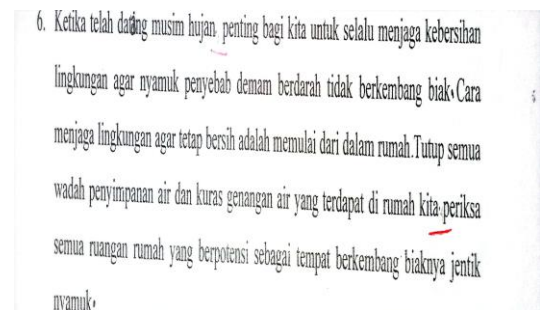 6. Ketika telah datang musim hujan, penting bagi kita untuk selalu menjaga kebersihan
lingkungan agar nyamuk penyebab demam berdarah tidak berkembang biak. Cara
menjaga lingkungan agar tetap bersih adalah memulai dari dalam rumah. Tutup semua
wadah penyimpanan air dan kuras genangan air yang terdapat di rumah kita. periksa
semua ruangan rumah yang berpotensi sebagai tempat berkembang biaknya jentik
nyamuk.